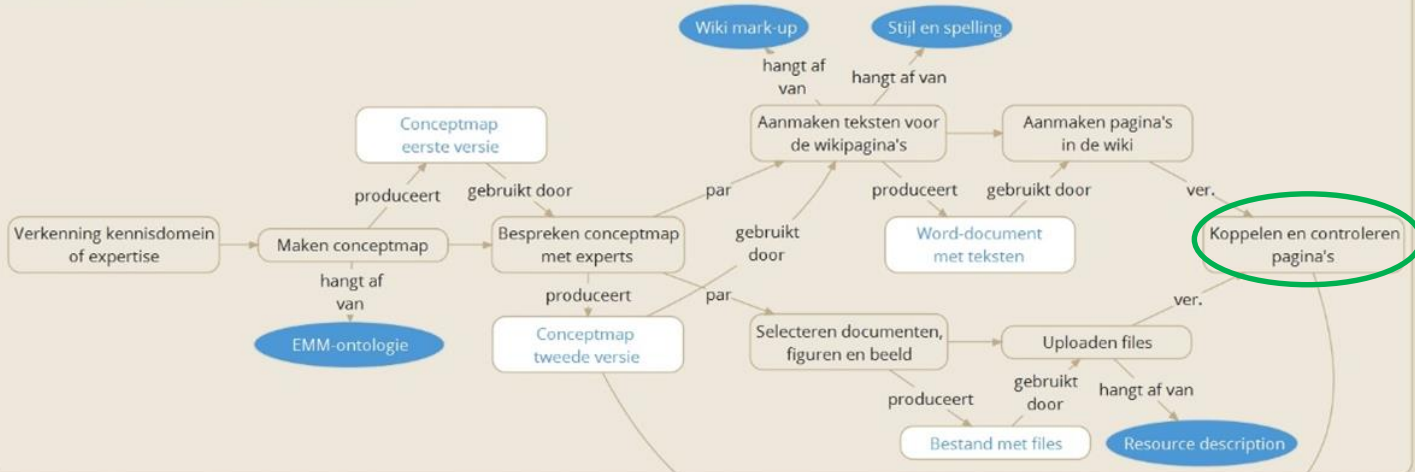 Wiki mark-up
Stijl en spelling
hangt af
van
hangt af van
Conceptmap
eerste versie
Aanmaken teksten voor
de wikipagina's
Aanmaken pagina's
in de wiki
produceert
gebruikt door
par
produceert
gebruikt door
ver.
Verkenning kennisdomein
of expertise
Maken conceptmap
Bespreken conceptmap
met experts
gebruikt
door
Word-document
met teksten
Koppelen en controleren
pagina's
hangt af
van
produceert
par
ver.
EMM-ontologie
Conceptmap
tweede versie
Selecteren documenten,
figuren en beeld
Uploaden files
produceert
gebruikt
door
hangt af van
Bestand met files
Resource description